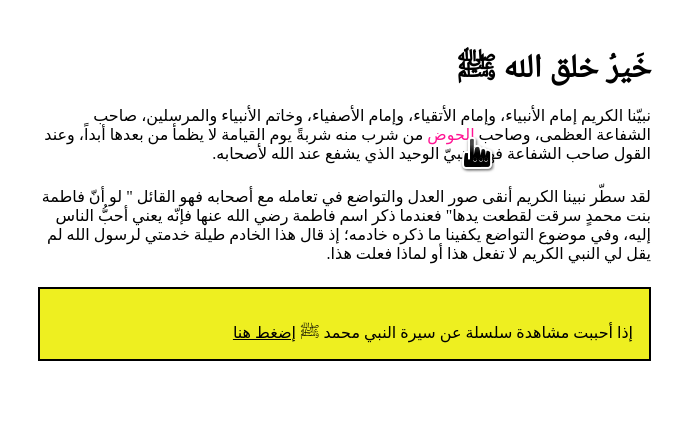 خَيرُ خلق الله ﷺ
نبيّنا الكريم إمام الأنبياء، وإمام الأتقياء، وإمام الأصفياء، وخاتم الأنبياء والمرسلين، صاحب
الشفاعة العظمى، وصاحب الحوض من شرب منه شربةً يوم القيامة لا يظمأ من بعدها أبداً، وعند
القول صاحب الشفاعة الوحيد الذي يشفع عند الله لأصحابه.
لقد سطّر نبينا الكريم أنقى صور العدل والتواضع في تعامله مع أصحابه فهو القائل " لو أنّ فاطمة
بنت محمدٍ سرقت لقطعت يدها" فعندما ذكر اسم فاطمة رضي الله عنها فإنّه يعني أحبُّ الناس
إليه، وفي موضوع التواضع يكفينا ما ذكره خادمه؛ إذ قال هذا الخادم طيلة خدمتي لرسول الله لم
يقل لي النبي الكريم لا تفعل هذا أو لماذا فعلت هذا.
إذا أحببت مشاهدة سلسلة عن سيرة النبي محمد ﷺ إضغط هنا